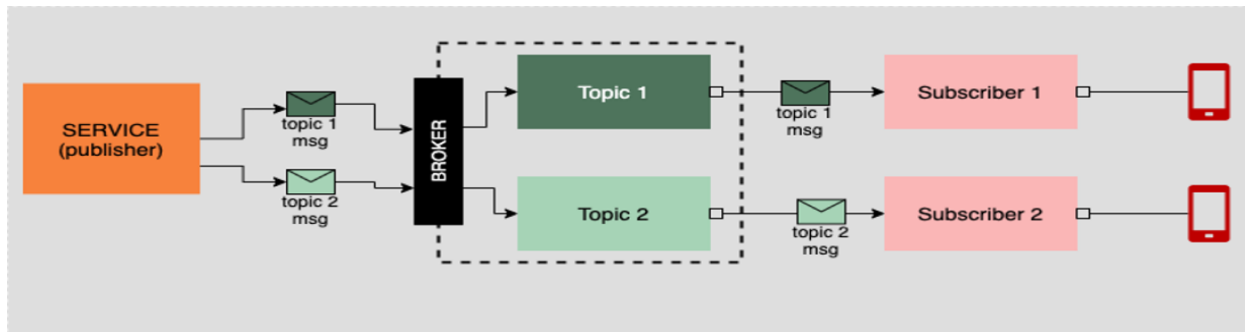 SERVICE
(publisher)
topic 1
msg
topic 2
msg
BROKER
Topic 1
Topic 2
topic 1
msg
topic 2
msg
Subscriber 1
Subscriber 2